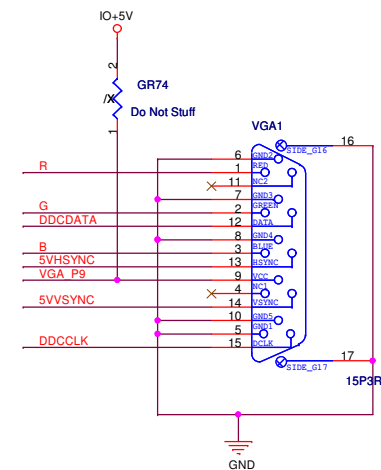 IO+5V
2
GR74
/X
Do Not Stuff
1
VGA1
16
SIDE_G16
6 GND2
R 1 RED
11 NC2
7 GND3
G 2 GREEN
DDCDATA 12 DATA
8 GND4
B 3 BLUE
5VHSYNC 13 HSYNC
VGA_P9 9 VCC
4 NC1
5VVSYNC 14 VSYNC
10 GND5
5 GND1
DDCCLK 15 DCLK
17
SIDE_G17
15P3R
GND